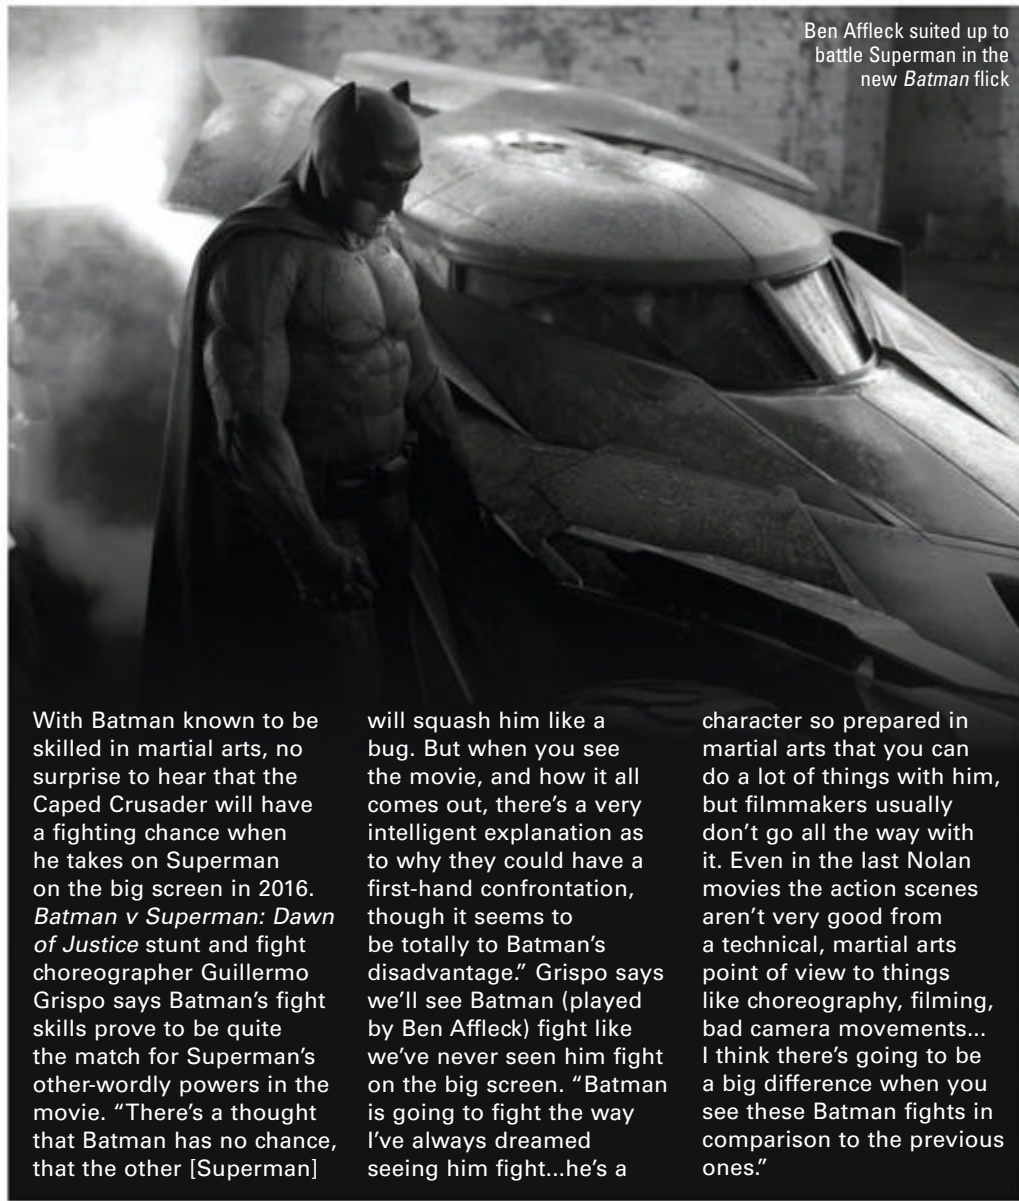 Ben Affleck suited up to
battle Superman in the
new Batman flick
With Batman known to be
skilled in martial arts, no
surprise to hear that the
Caped Crusader will have
a fighting chance when
he takes on Superman
on the big screen in 2016.
Batman v Superman: Dawn
of Justice stunt and fight
choreographer Guillermo
Grispo says Batman's fight
skills prove to be quite
the match for Superman's
other-wordly powers in the
movie. “There's a thought
that Batman has no chance,
that the other [Superman]
will squash him like a
bug. But when you see
the movie, and how it all
comes out, there's a very
intelligent explanation as
to why they could have a
first-hand confrontation,
though it seems to
be totally to Batman's
disadvantage.” Grispo says
we'll see Batman (played
by Ben Affleck) fight like
we've never seen him fight
on the big screen. “Batman
is going to fight the way
I've always dreamed
seeing him fight...he's a
character so prepared in
martial arts that you can
do a lot of things with him,
but filmmakers usually
don't go all the way with
it. Even in the last Nolan
movies the action scenes
aren't very good from
a technical, martial arts
point of view to things
like choreography, filming,
bad camera movements...
I think there's going to be
a big difference when you
see these Batman fights in
comparison to the previous
ones.”